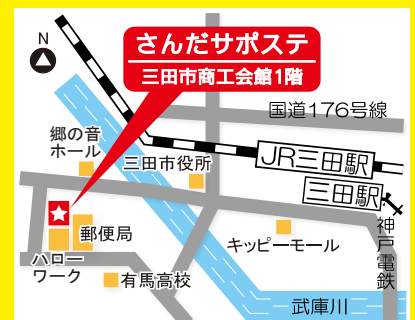 N
さんだサポステ
三田市商工会館1階
国道176号線
郷の音
ホール
三田市役所
JR三田駅
三田駅
神戸電鉄
郵便局
キッピーモール
ハロー
ワーク
有馬高校
武庫川